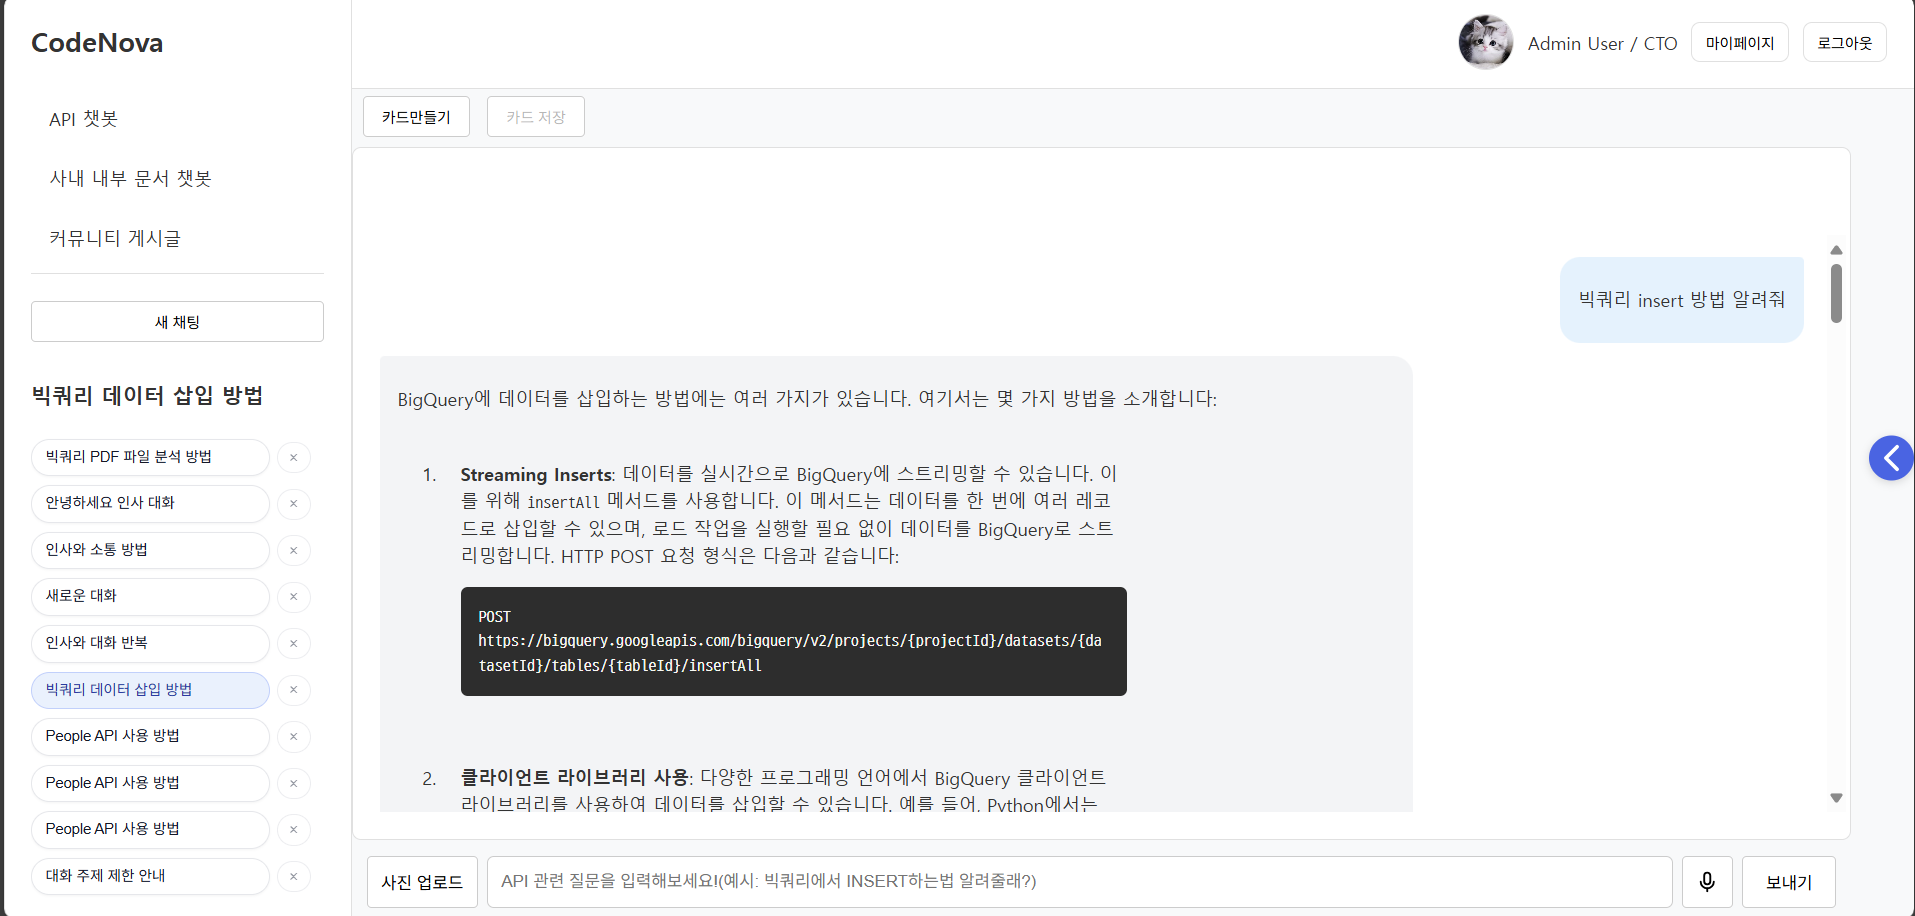 CodeNova
API 챗봇
사내 내부 문서 챗봇
커뮤니티 게시글
새 채팅
빅쿼리 데이터 삽입 방법
빅쿼리 PDF 파일 분석 방법 ×
안녕하세요 인사 대화 ×
인사와 소통 방법 ×
새로운 대화 ×
인사와 대화 반복 ×
빅쿼리 데이터 삽입 방법 ×
People API 사용 방법 ×
People API 사용 방법 ×
People API 사용 방법 ×
대화 주제 제한 안내 ×
Admin User / CTO 마이페이지 로그아웃
카드만들기 카드 저장
빅쿼리 insert 방법 알려줘
BigQuery에 데이터를 삽입하는 방법에는 여러 가지가 있습니다. 여기서는 몇 가지 방법을 소개합니다:
1. Streaming Inserts: 데이터를 실시간으로 BigQuery에 스트리밍할 수 있습니다. 이
를 위해 insertAll 메서드를 사용합니다. 이 메서드는 데이터를 한 번에 여러 레코
드로 삽입할 수 있으며, 로드 작업을 실행할 필요 없이 데이터를 BigQuery로 스트
리밍합니다. HTTP POST 요청 형식은 다음과 같습니다:
POST
https://bigquery.googleapis.com/bigquery/v2/projects/{projectId}/datasets/{da
tasetId}/tables/{tableId}/insertAll
2. 클라이언트 라이브러리 사용: 다양한 프로그래밍 언어에서 BigQuery 클라이언트
라이브러리를 사용하여 데이터를 삽입할 수 있습니다. 예를 들어, Python에서는
사진 업로드 API 관련 질문을 입력해보세요!(예시: 빅쿼리에서 INSERT하는법 알려줄래?) 보내기